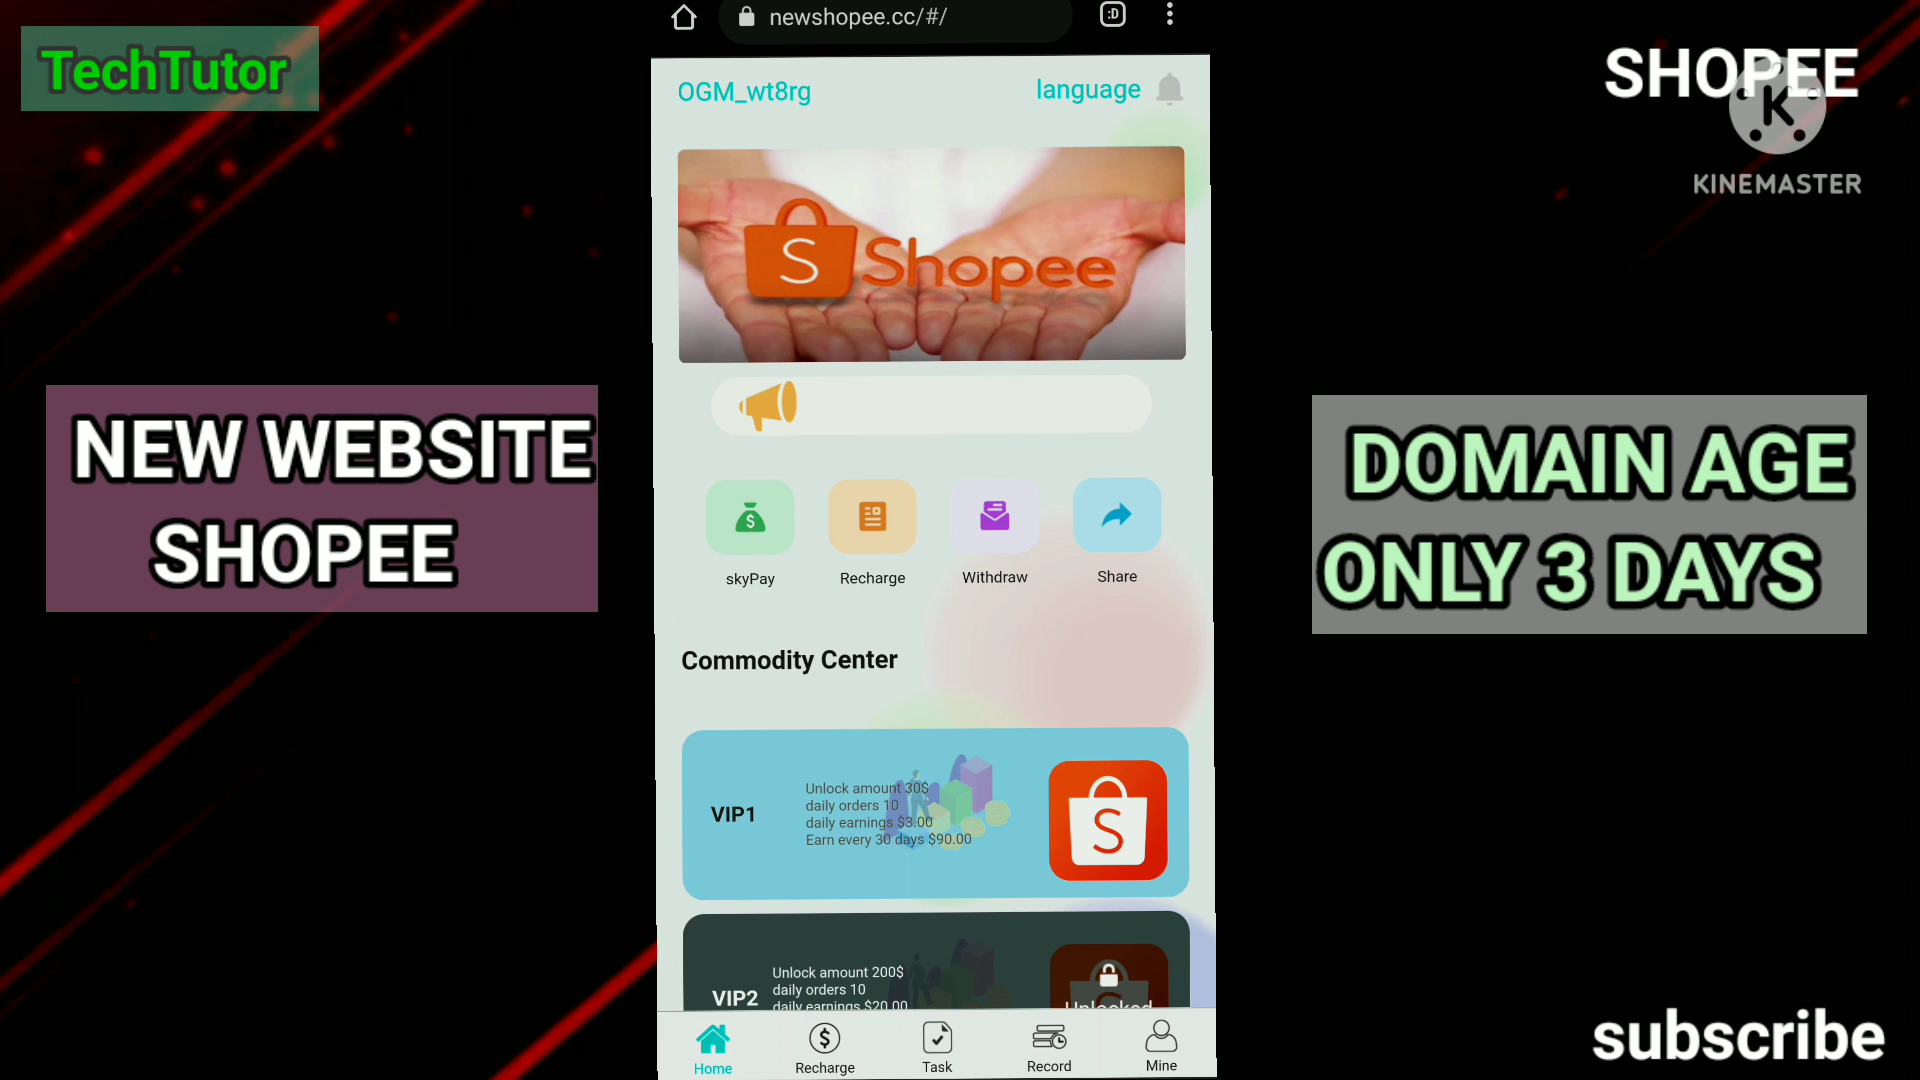 TechTutor
NEW WEBSITE
SHOPEE
newshopee.cc/#/
:D
OGM_wt8rg
language
S Shopee
skyPay
Recharge
Withdraw
Share
Commodity Center
VIP1
Unlock amount 30$
daily orders 10
daily earnings $3.00
Earn every 30 days $90.00
S
VIP2
Unlock amount 200$
daily orders 10
daily earnings $20.00
Unlocked
Home
Recharge
Task
Record
Mine
SHOPEE
K
KINEMASTER
DOMAIN AGE
ONLY 3 DAYS
subscribe